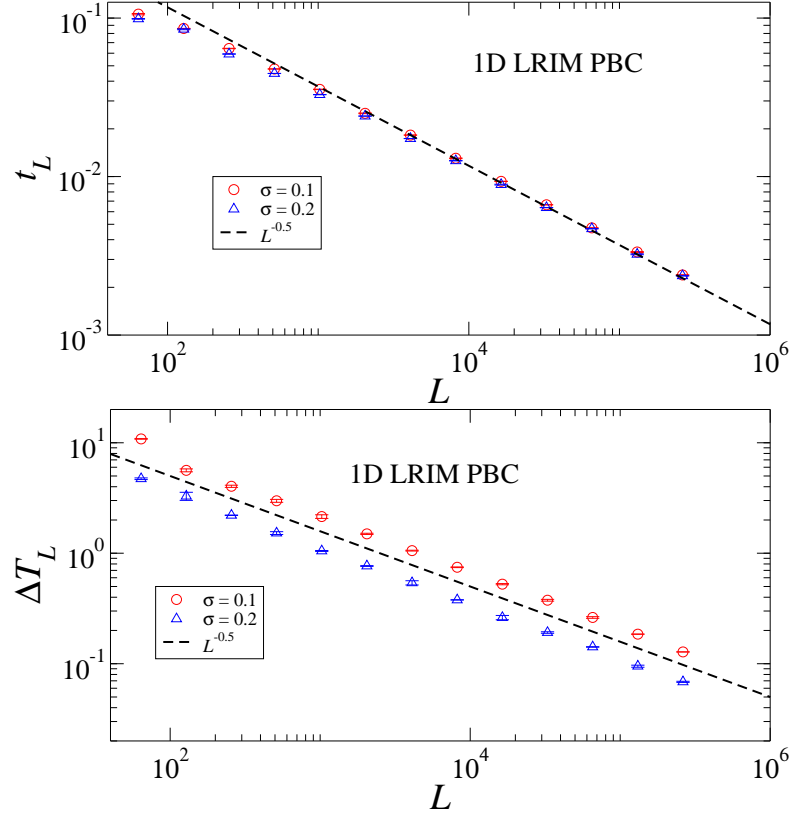 10^-1
1D LRIM PBC
t_L
10^-2
σ = 0.1
σ = 0.2
L^-0.5
10^-3
10^2
10^4
10^6
L
10^1
1D LRIM PBC
ΔT_L
10^0
σ = 0.1
σ = 0.2
L^-0.5
10^-1
10^2
10^4
10^6
L